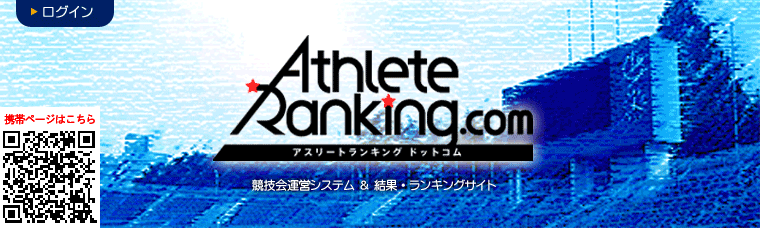 ログイン
Athlete
Ranking.com
アスリートランキング ドットコム
競技会運営システム & 結果・ランキングサイト
携帯ページはこちら